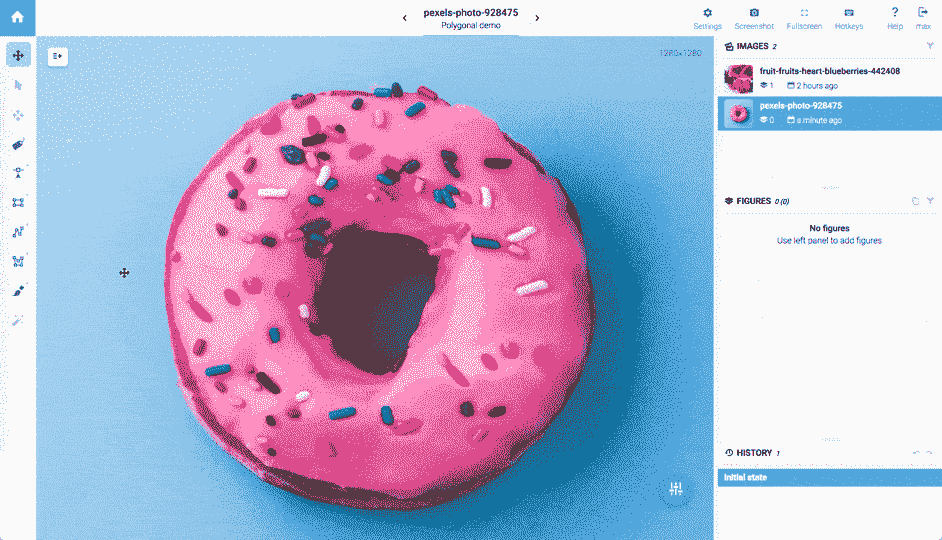 pexels-photo-928475
Polygonal demo
Settings
Screenshot
Fullscreen
Hotkeys
Help
max
1280x1280
IMAGES 2
fruit-fruits-heart-blueberries-442408
1 2 hours ago
pexels-photo-928475
0 a minute ago
FIGURES 0(0)
No figures
Use left panel to add figures
HISTORY 1
Initial state